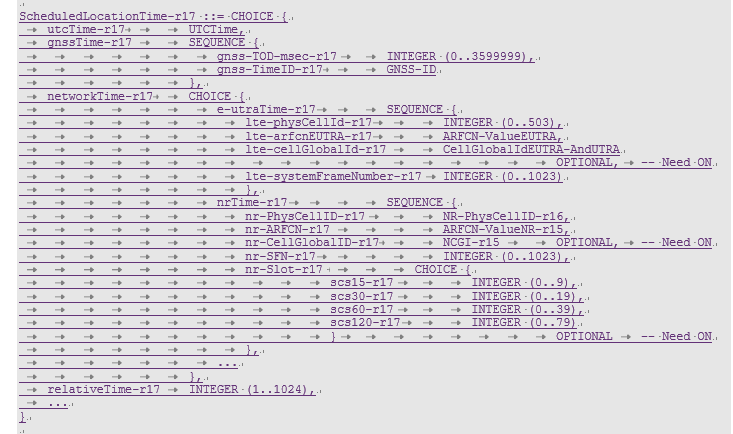 ScheduledLocationTime-r17 ::= CHOICE {
utcTime-r17 UTCTime,
gnssTime-r17 SEQUENCE {
gnss-TOD-msec-r17 INTEGER (0..3599999),
gnss-TimeID-r17 GNSS-ID
},
networkTime-r17 CHOICE {
e-utraTime-r17 SEQUENCE {
lte-physCellId-r17 INTEGER (0..503),
lte-arfcnEUTRA-r17 ARFCN-ValueEUTRA,
lte-cellGlobalId-r17 CellGlobalIdEUTRA-AndUTRA
OPTIONAL, -- Need ON
lte-systemFrameNumber-r17 INTEGER (0..1023)
},
nrTime-r17 SEQUENCE {
nr-PhysCellID-r17 NR-PhysCellID-r16,
nr-ARFCN-r17 ARFCN-ValueNR-r15,
nr-CellGlobalID-r17 NCGI-r15 OPTIONAL, -- Need ON
nr-SFN-r17 INTEGER (0..1023),
nr-Slot-r17 CHOICE {
scs15-r17 INTEGER (0..9),
scs30-r17 INTEGER (0..19),
scs60-r17 INTEGER (0..39),
scs120-r17 INTEGER (0..79)
} OPTIONAL -- Need ON
},
...
},
relativeTime-r17 INTEGER (1..1024),
...
}